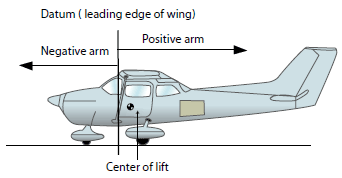 Datum ( leading edge of wing)
Positive arm
Negative arm
Center of lift